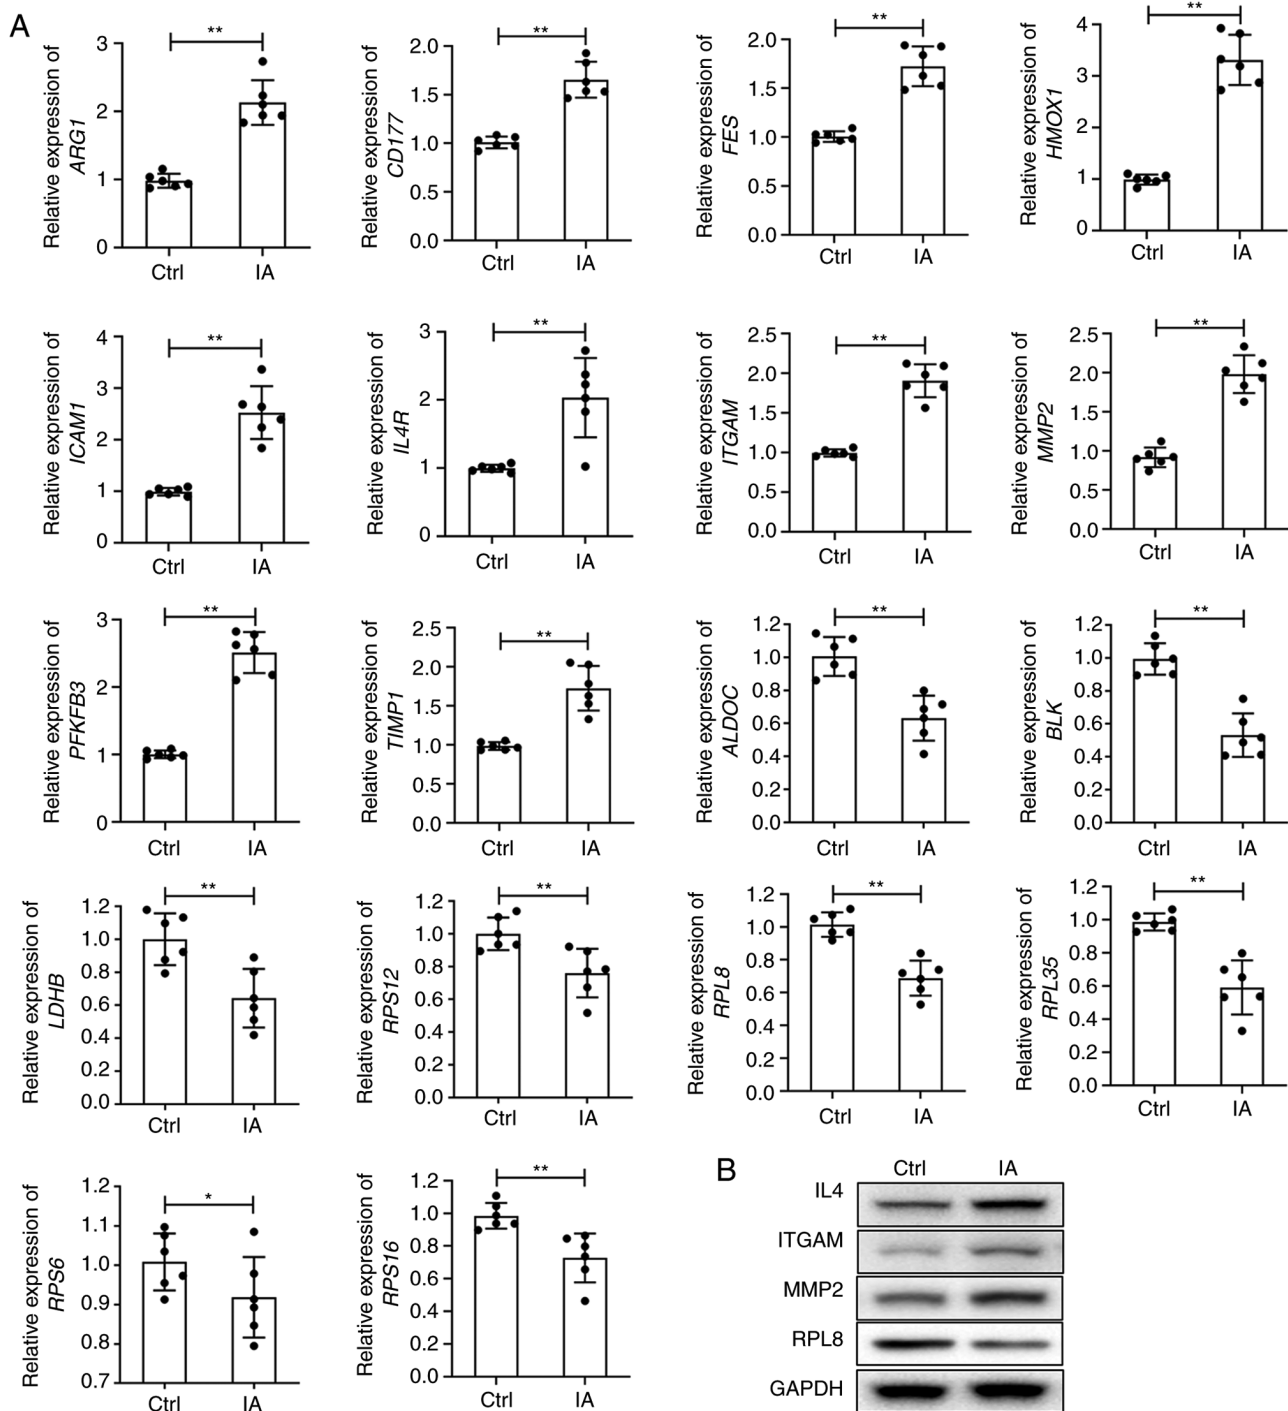 A
Relative expression of
ARG1
3
2
1
0
**
Ctrl
IA
Relative expression of
CD177
2.0
1.5
1.0
0.5
0.0
**
Ctrl
IA
Relative expression of
FES
2.0
1.5
1.0
0.5
0.0
**
Ctrl
IA
Relative expression of
HMOX1
4
3
2
1
0
**
Ctrl
IA
Relative expression of
ICAM1
4
3
2
1
0
**
Ctrl
IA
Relative expression of
IL4R
3
2
1
0
**
Ctrl
IA
Relative expression of
ITGAM
2.5
2.0
1.5
1.0
0.5
0.0
**
Ctrl
IA
Relative expression of
MMP2
2.5
2.0
1.5
1.0
0.5
0.0
**
Ctrl
IA
Relative expression of
PFKFB3
3
2
1
0
**
Ctrl
IA
Relative expression of
TIMP1
2.5
2.0
1.5
1.0
0.5
0.0
**
Ctrl
IA
Relative expression of
ALDOC
1.2
1.0
0.8
0.6
0.4
0.2
0.0
**
Ctrl
IA
Relative expression of
BLK
1.2
1.0
0.8
0.6
0.4
0.2
0.0
**
Ctrl
IA
Relative expression of
LDHB
1.2
1.0
0.8
0.6
0.4
0.2
0.0
**
Ctrl
IA
Relative expression of
RPS12
1.2
1.0
0.8
0.6
0.4
0.2
0.0
**
Ctrl
IA
Relative expression of
RPL8
1.2
1.0
0.8
0.6
0.4
0.2
0.0
**
Ctrl
IA
Relative expression of
RPL35
1.2
1.0
0.8
0.6
0.4
0.2
0.0
**
Ctrl
IA
Relative expression of
RPS6
1.2
1.1
1.0
0.9
0.8
0.7
*
Ctrl
IA
Relative expression of
RPS16
1.2
1.0
0.8
0.6
0.4
0.2
0.0
**
Ctrl
IA
B
Ctrl IA
IL4
ITGAM
MMP2
RPL8
GAPDH